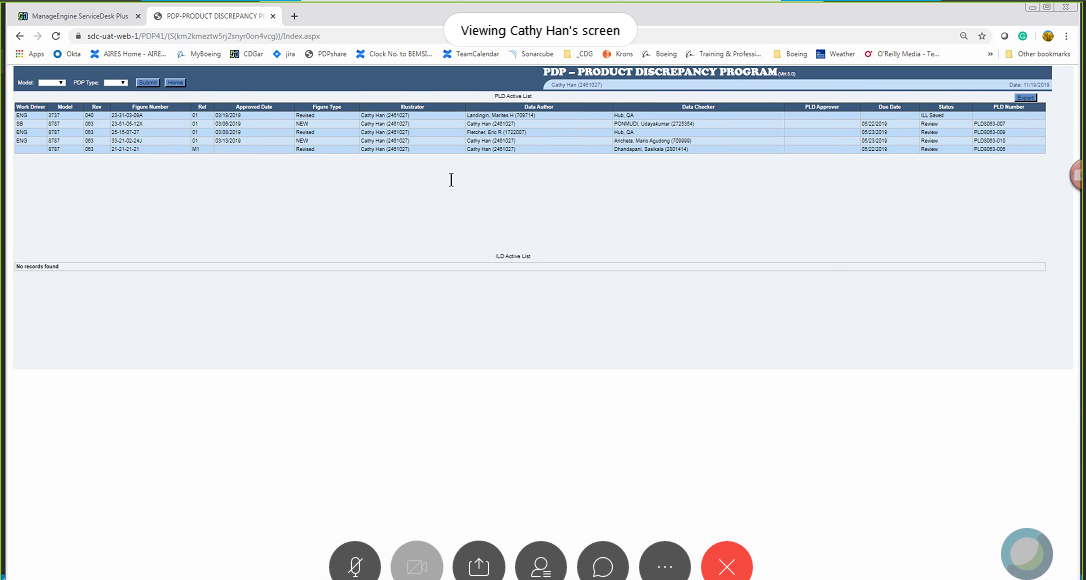 ManageEngine ServiceDesk Plus
PDP-PRODUCT DISCREPANCY PR
Viewing Cathy Han's screen
sdc-uat-web-1/PDP41/(S(km2kmeztw5rj2snyr0on4vcg))/Index.aspx
Apps Okta AIRES Home - AIRE... MyBoeing CDGar jira PDPshare Clock No. to BEMSI... TeamCalendar Sonarcube _CDG Krons Boeing Training & Professi... Boeing Weather O'Reilly Media - Te... » Other bookmarks
PDP – PRODUCT DISCREPANCY PROGRAM
Model: PDP Type: Submit Home
Cathy Han (2461027) Date: 11/19/2018
PLD Active List
Export
Work Driver Model Rev Figure Number Rel Approved Date Figure Type Illustrator Data Author Data Checker PLD Approver Due Date Status PLD Number
ENG 3737 040 23-31-03-09A 01 03/18/2019 Revised Cathy Han (2461027) Landingin, Marites H (709714) Hub, QA ILL Saved
SB 8787 063 23-51-05-12X 01 03/06/2019 NEW Cathy Han (2461027) Cathy Han (2461027) PONMUDI, Udayakumar (2725354) 05/22/2019 Review PLD8063-007
ENG 8787 063 25-15-07-27 01 03/08/2019 Revised Cathy Han (2461027) Fletcher, Eric R (1722007) Hub, QA 05/23/2019 Review PLD8063-009
ENG 8787 063 33-21-02-24J 01 03/13/2019 NEW Cathy Han (2461027) Cathy Han (2461027) Ancheta, Mario Agudong (709999) 05/23/2019 Review PLD8063-010
8787 063 21-21-21-21 M1 Revised Cathy Han (2461027) Cathy Han (2461027) Dhandapani, Sasikala (2801414) 05/22/2019 Review
ILD Active List
No records found